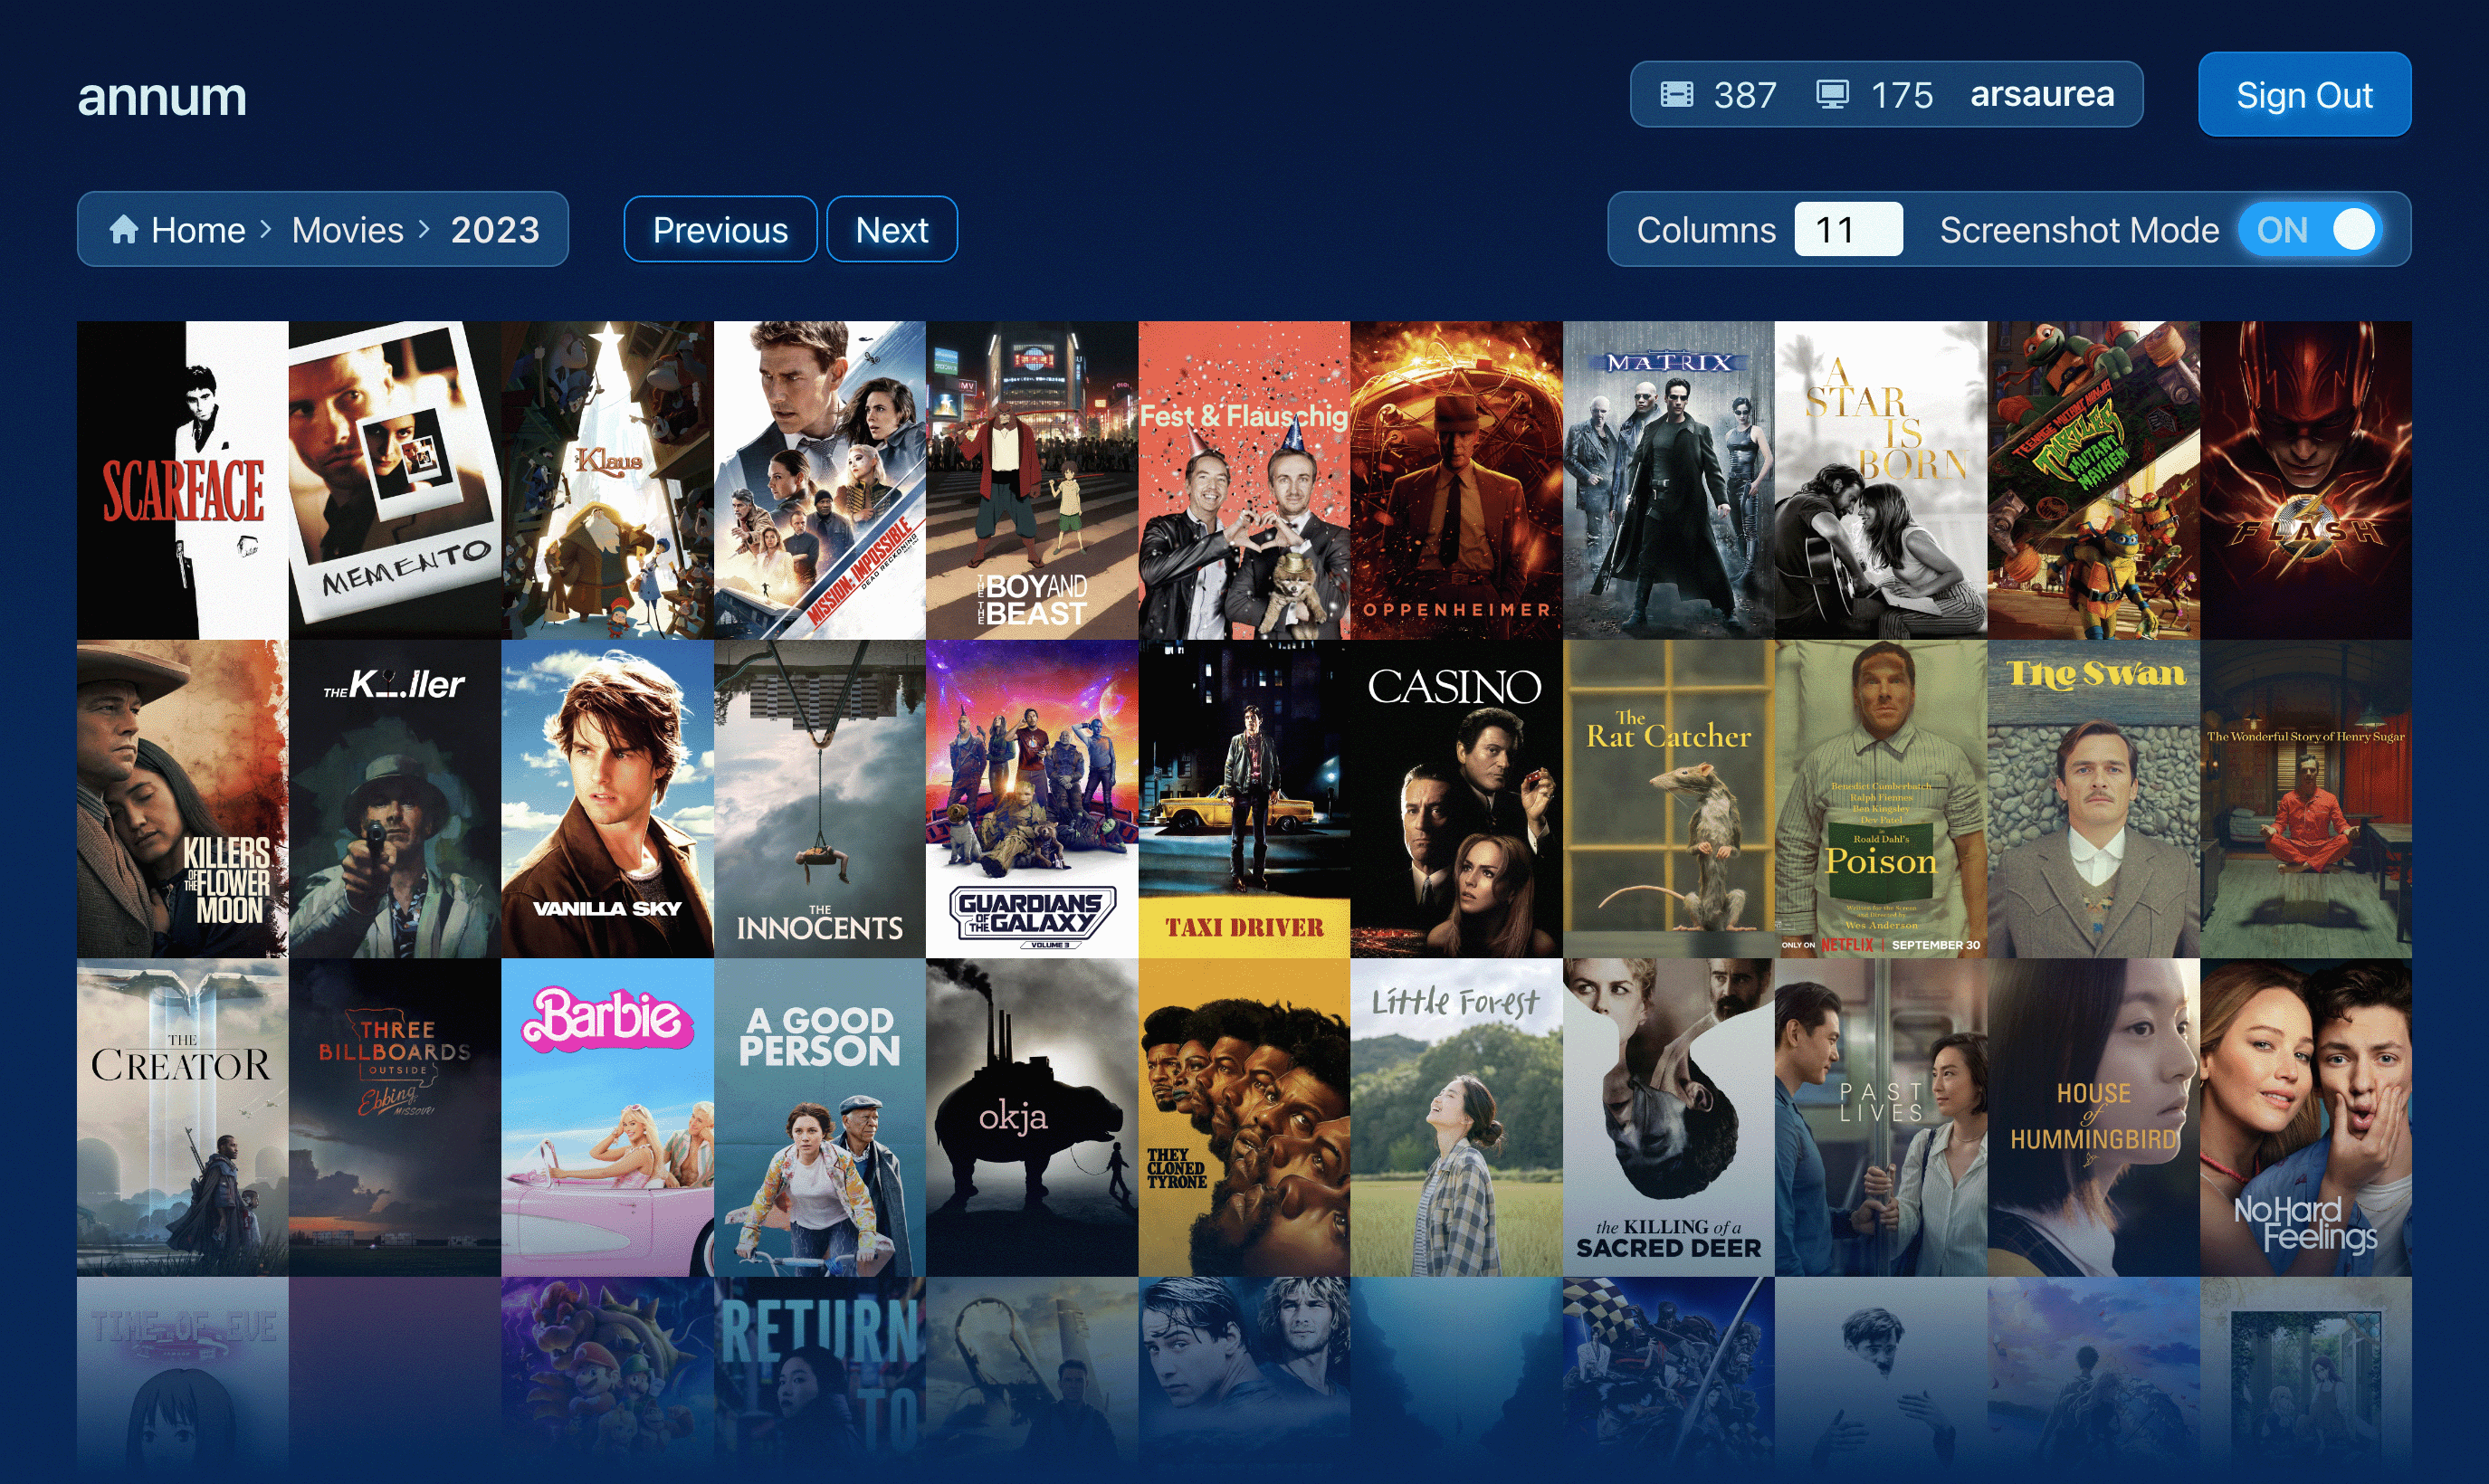 annum
387 175 arsaurea
Sign Out
Home > Movies > 2023
Previous
Next
Columns 11
Screenshot Mode ON
SCARFACE
MEMENTO
Klaus
MISSION: IMPOSSIBLE
DEAD RECKONING
THE BOY AND
THE BEAST
Fest & Flauschig
OPPENHEIMER
MATRIX
A
STAR
IS
BORN
TEENAGE MUTANT NINJA
TURTLES
MUTANT
MAYHEM
FLASH
KILLERS
OF THE FLOWER
MOON
THE K_ller
VANILLA SKY
THE
INNOCENTS
GUARDIANS
OF THE GALAXY
VOLUME 3
TAXI DRIVER
CASINO
The
Rat Catcher
Benedict Cumberbatch
Ralph Fiennes
Ben Kingsley
Dev Patel
in
Roald Dahl's
Poison
Written for the Screen
and Directed by
Wes Anderson
ONLY ON NETFLIX | SEPTEMBER 30
The Swan
The Wonderful Story of Henry Sugar
THE
CREATOR
THREE
BILLBOARDS
OUTSIDE
Ebbing,
MISSOURI
Barbie
A GOOD
PERSON
okja
THEY
CLONED
TYRONE
Little Forest
the KILLING of a
SACRED DEER
PAST
LIVES
HOUSE
of
HUMMINGBIRD
No Hard
Feelings
TIME OF EVE
RETURN
TO